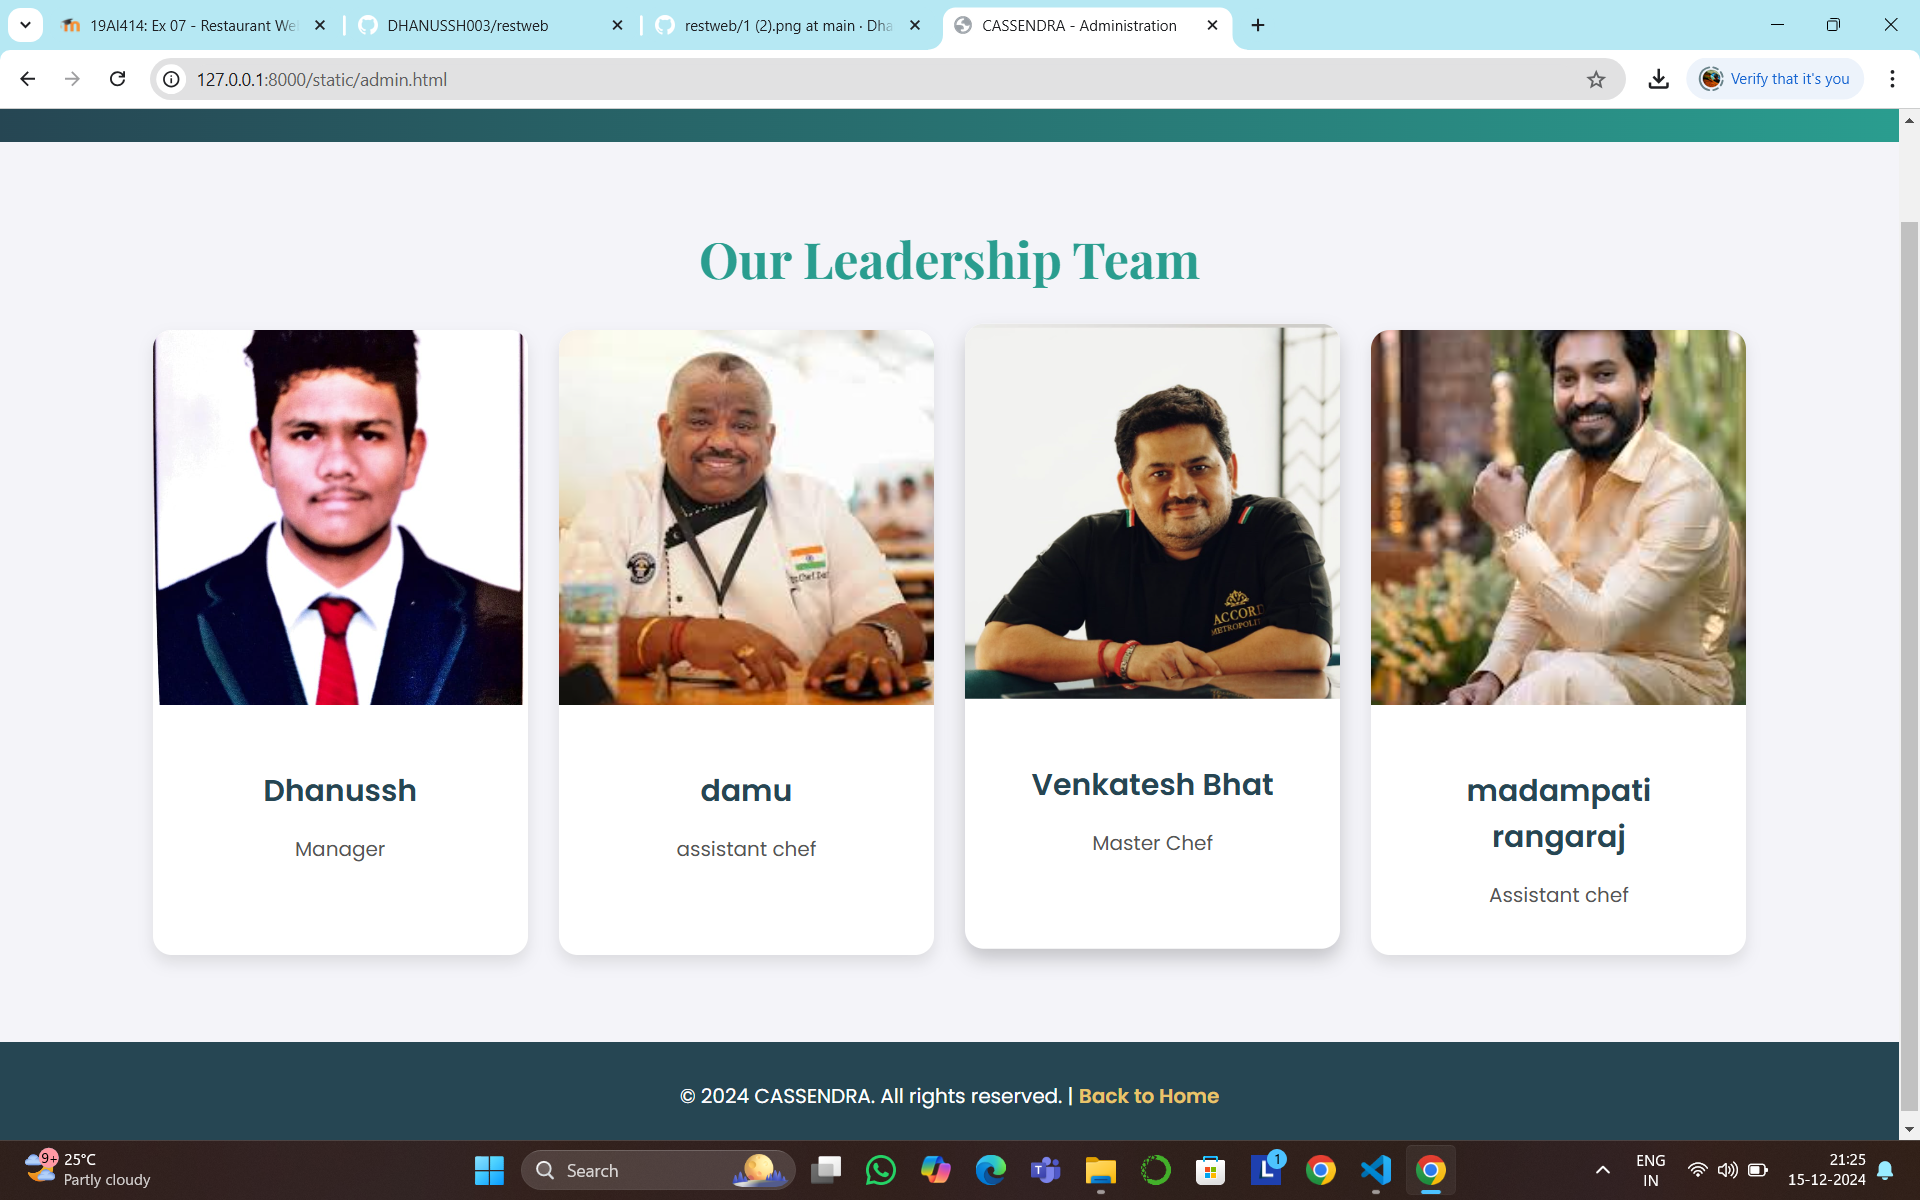 19AI414: Ex 07 - Restaurant We
DHANUSSH003/restweb
restweb/1 (2).png at main · Dha
CASSENDRA - Administration
127.0.0.1:8000/static/admin.html
Verify that it's you
Our Leadership Team
ACCORD
METROPOLI
Dhanussh
Manager
damu
assistant chef
Venkatesh Bhat
Master Chef
madampati
rangaraj
Assistant chef
© 2024 CASSENDRA. All rights reserved. | Back to Home
9+
25°C
Partly cloudy
Search
1
ENG
IN
21:25
15-12-2024